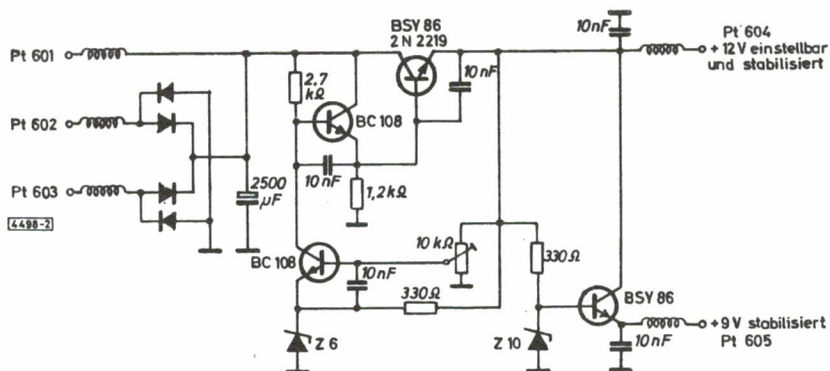 BSY 86
2 N 2219
10 nF
Pt 604
+ 12 V einstellbar
und stabilisiert
Pt 601
2,7
kΩ
10 nF
BC 108
Pt 602
10 nF
1,2 kΩ
2500
µF
Pt 603
4498-2
BC 108
10 kΩ
10 nF
330 Ω
330 Ω
BSY 86
Z 6
Z 10
10 nF
+ 9 V stabilisiert
Pt 605